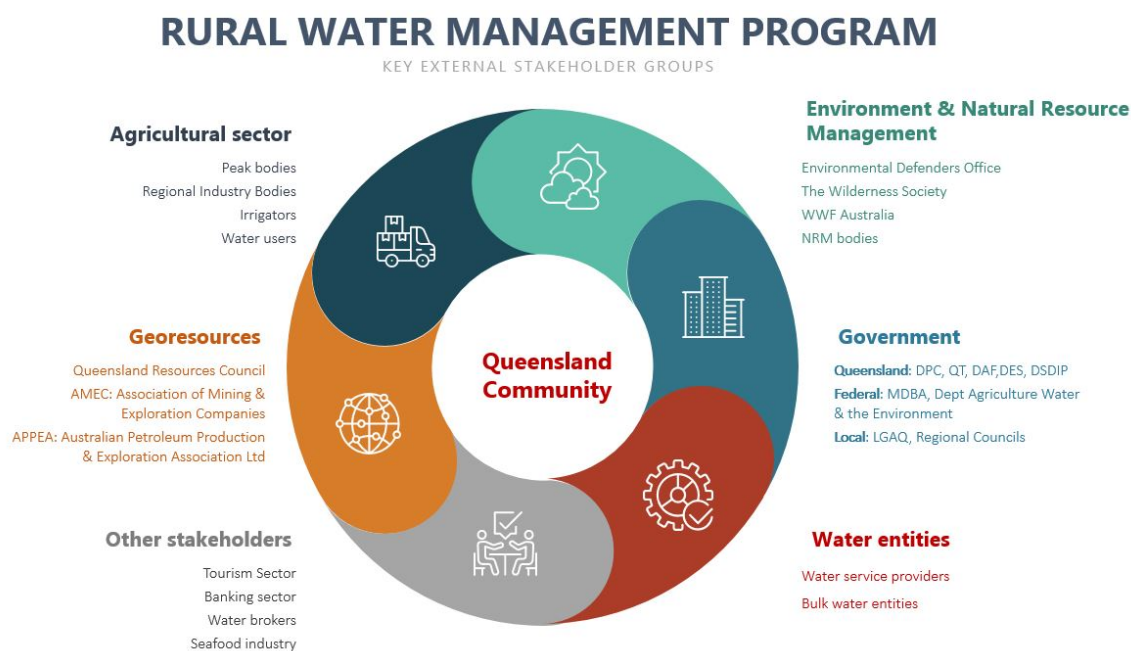 RURAL WATER MANAGEMENT PROGRAM
KEY EXTERNAL STAKEHOLDER GROUPS
Agricultural sector
Peak bodies
Regional Industry Bodies
Irrigators
Water users
Environment & Natural Resource
Management
Environmental Defenders Office
The Wilderness Society
WWF Australia
NRM bodies
Georesources
Queensland Resources Council
AMEC: Association of Mining &
Exploration Companies
APPEA: Australian Petroleum Production
& Exploration Association Ltd
Queensland
Community
Government
Queensland: DPC, QT, DAF,DES, DSDIP
Federal: MDBA, Dept Agriculture Water
& the Environment
Local: LGAQ, Regional Councils
Other stakeholders
Tourism Sector
Banking sector
Water brokers
Seafood industry
Water entities
Water service providers
Bulk water entities